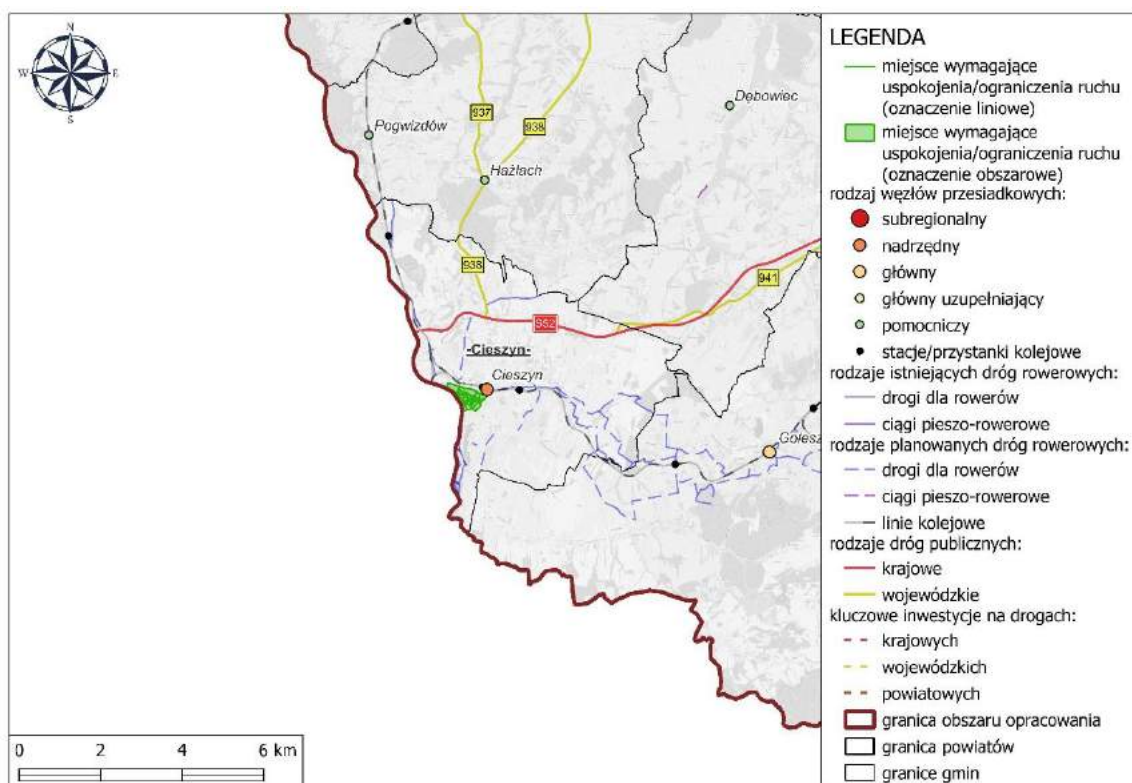 N
W
E
S
Pogwizdów
937
938
Hażlach
Dębowiec
938
941
952
-Cieszyn-
Cieszyn
Golesz
0 2 4 6 km
LEGENDA
miejsce wymagające
uspokojenia/ograniczenia ruchu
(oznaczenie liniowe)
miejsce wymagające
uspokojenia/ograniczenia ruchu
(oznaczenie obszarowe)
rodzaj węzłów przesiadkowych:
subregionalny
nadrzędny
główny
główny uzupełniający
pomocniczy
stacje/przystanki kolejowe
rodzaje istniejących dróg rowerowych:
drogi dla rowerów
ciągi pieszo-rowerowe
rodzaje planowanych dróg rowerowych:
drogi dla rowerów
ciągi pieszo-rowerowe
linie kolejowe
rodzaje dróg publicznych:
krajowe
wojewódzkie
kluczowe inwestycje na drogach:
krajowych
wojewódzkich
powiatowych
granica obszaru opracowania
granica powiatów
granice gmin